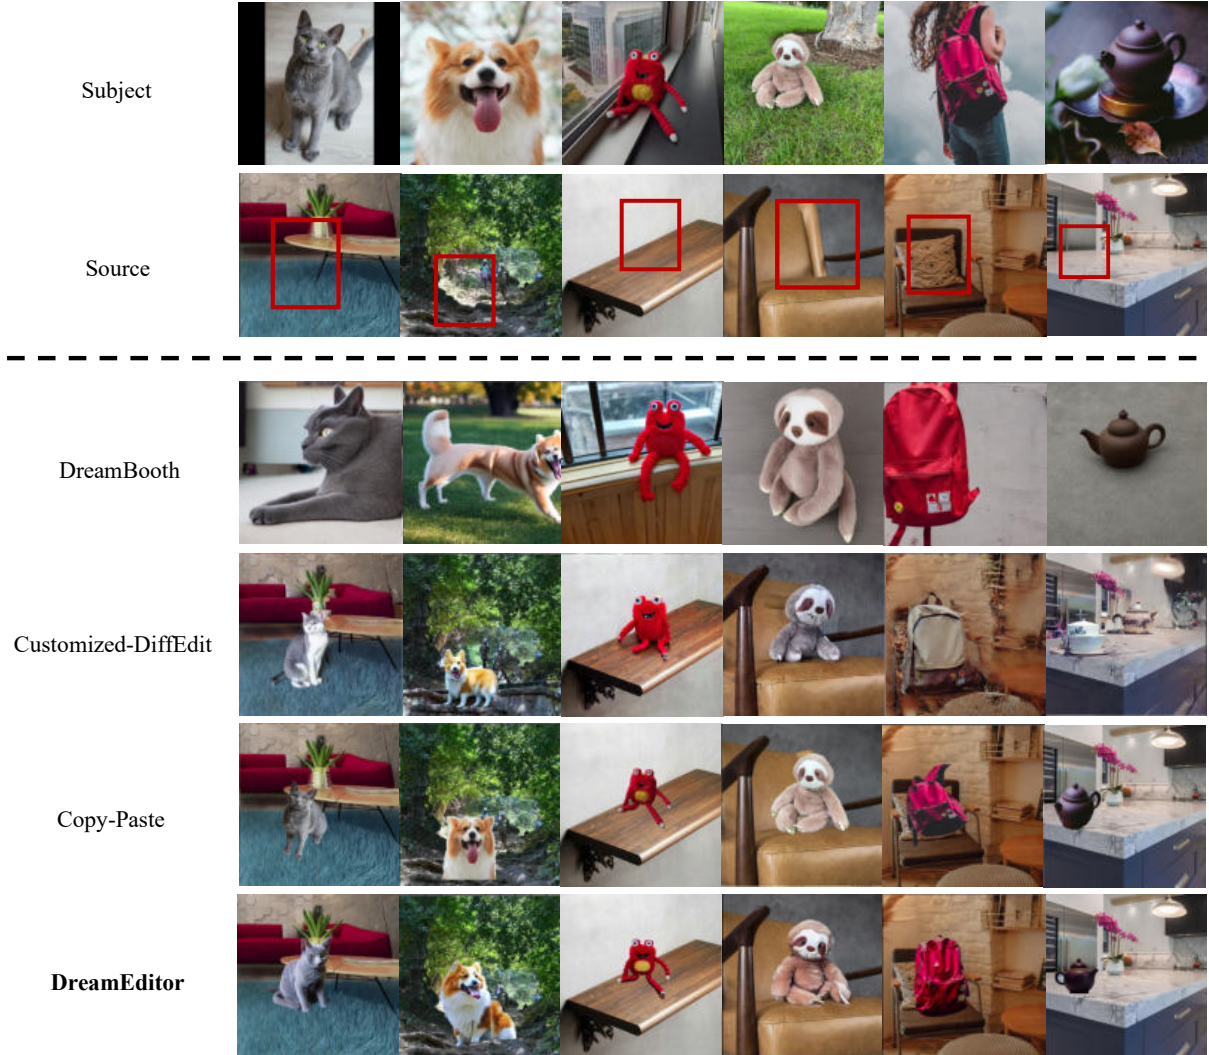 Subject
Source
DreamBooth
Customized-DiffEdit
Copy-Paste
DreamEditor